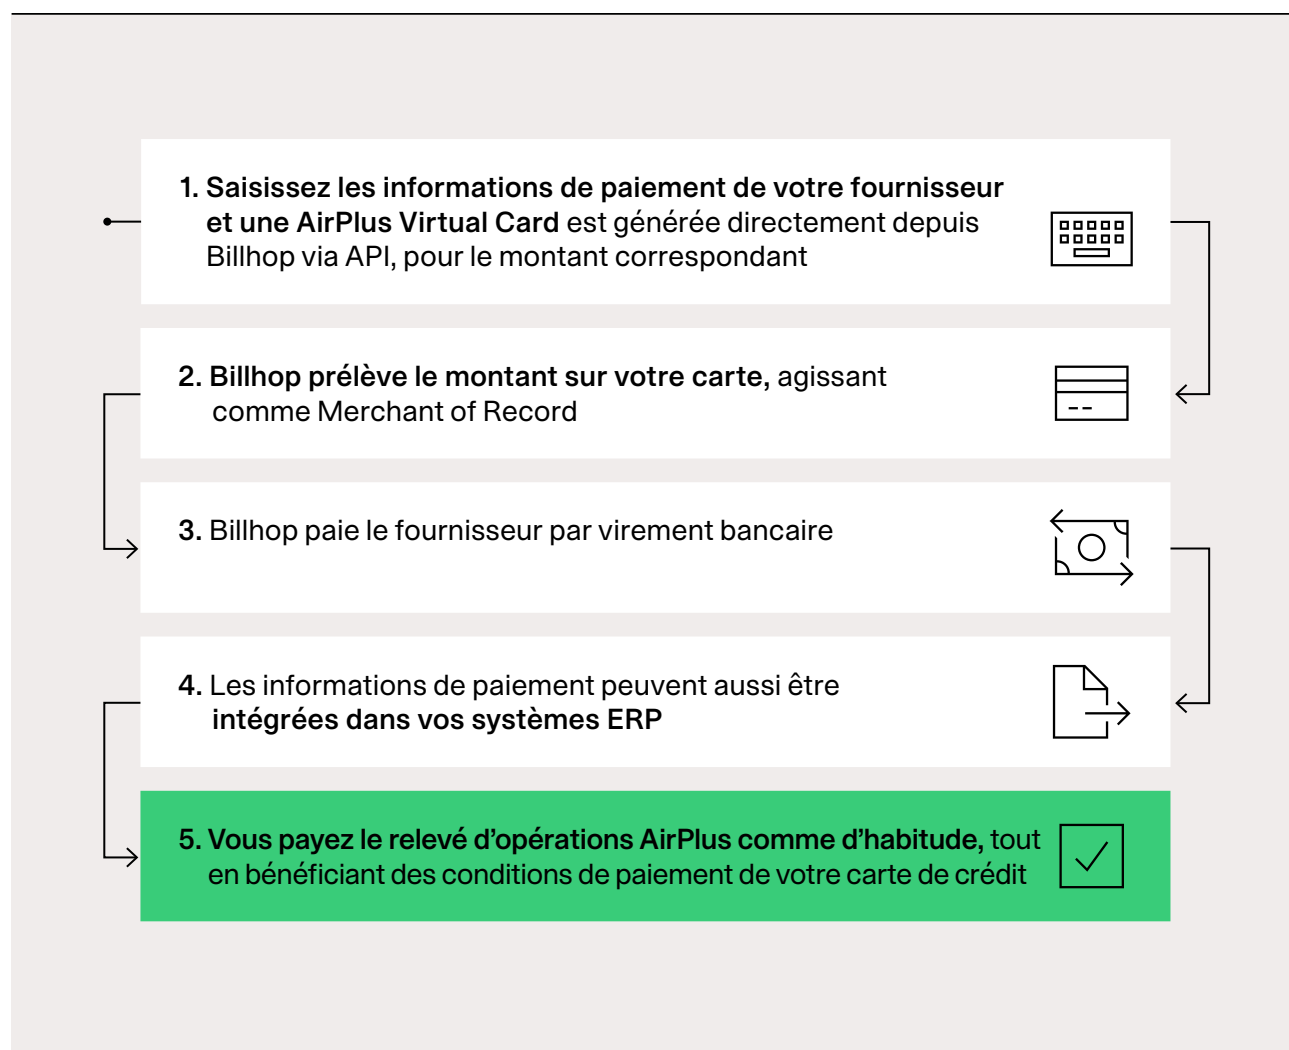 1. Saisissez les informations de paiement de votre fournisseur
et une AirPlus Virtual Card est générée directement depuis
Billhop via API, pour le montant correspondant
2. Billhop prélève le montant sur votre carte, agissant
comme Merchant of Record
3. Billhop paie le fournisseur par virement bancaire
4. Les informations de paiement peuvent aussi être
intégrées dans vos systèmes ERP
5. Vous payez le relevé d’opérations AirPlus comme d’habitude, tout
en bénéficiant des conditions de paiement de votre carte de crédit